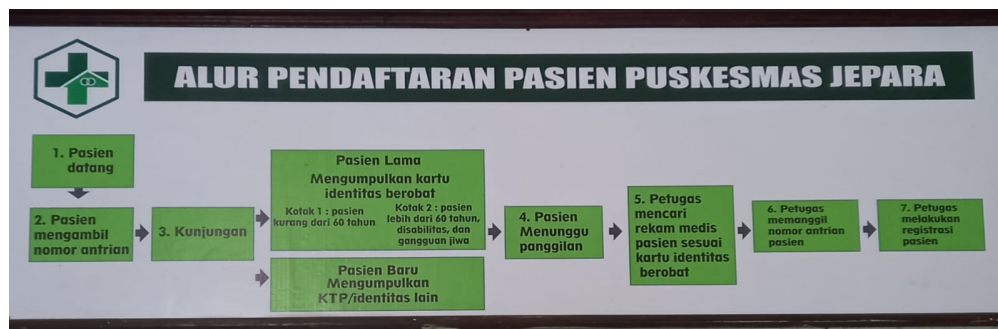 ALUR PENDAFTARAN PASIEN PUSKESMAS JEPARA
1. Pasien
datang
2. Pasien
mengambil
nomor antrian
3. Kunjungan
Pasien Lama
Mengumpulkan kartu
identitas berobat
Kotak 1 : pasien
kurang dari 60 tahun
Kotak 2 : pasien
lebih dari 60 tahun,
disabilitas, dan
gangguan jiwa
Pasien Baru
Mengumpulkan
KTP/identitas lain
4. Pasien
Menunggu
panggilan
5. Petugas
mencari
rekam medis
pasien sesuai
kartu identitas
berobat
6. Petugas
memanggil
nomor antrian
pasien
7. Petugas
melakukan
registrasi
pasien